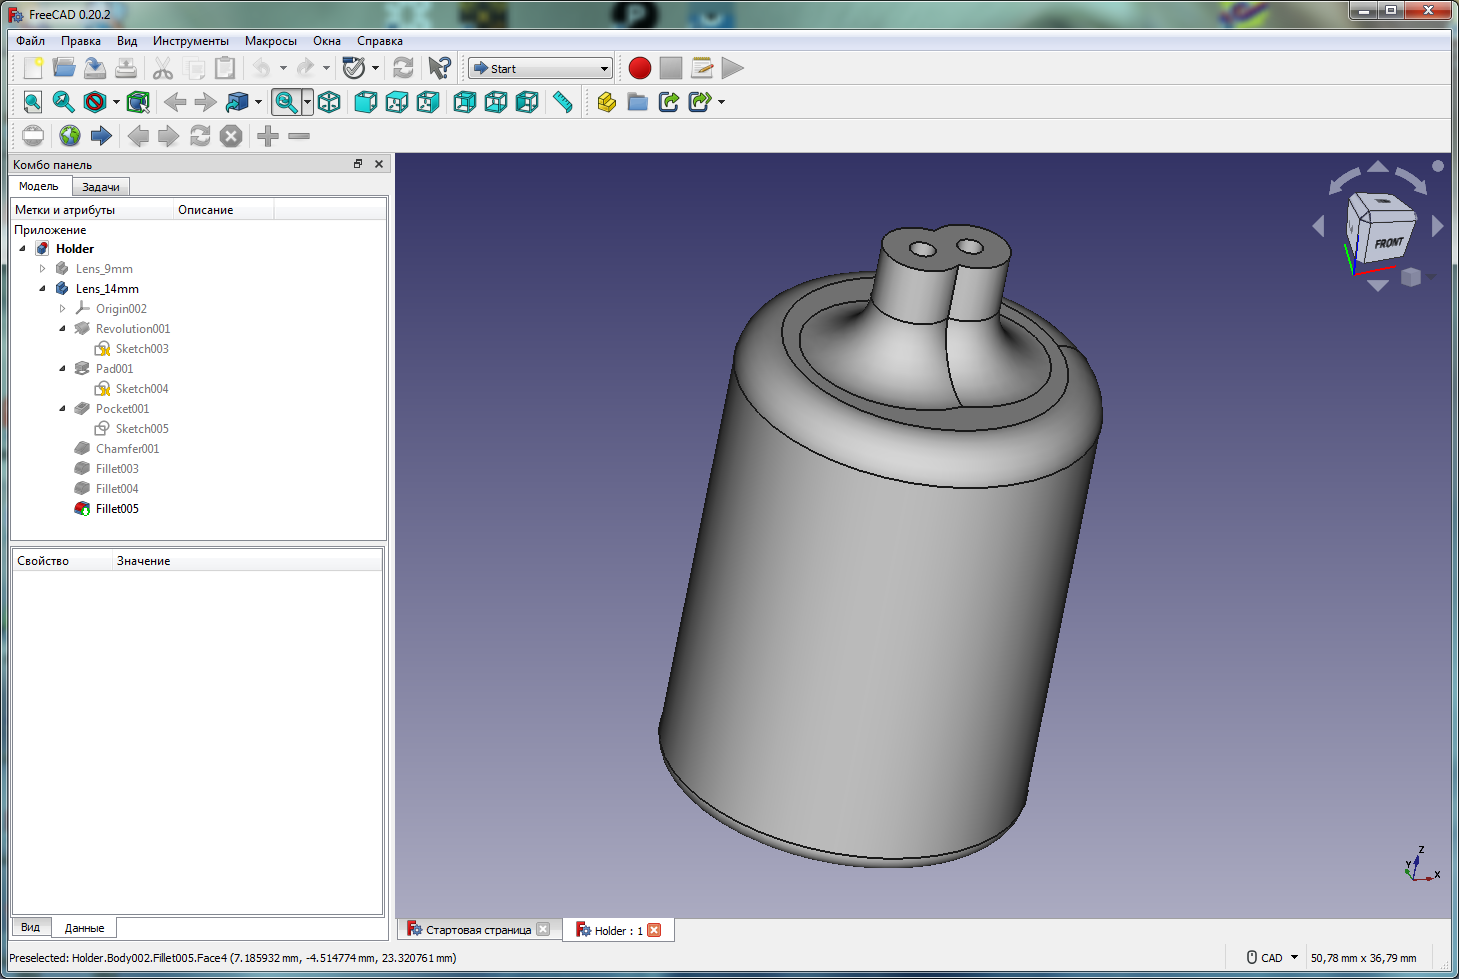 FreeCAD 0.20.2
Файл Правка Вид Инструменты Макросы Окна Справка
Start
Комбо панель
Модель Задачи
Метки и атрибуты Описание
Приложение
Holder
Lens_9mm
Lens_14mm
Origin002
Revolution001
Sketch003
Pad001
Sketch004
Pocket001
Sketch005
Chamfer001
Fillet003
Fillet004
Fillet005
Свойство Значение
Вид Данные
FRONT
Z
Y
X
Стартовая страница Holder : 1
Preselected: Holder.Body002.Fillet005.Face4 (7.185932 mm, -4.514774 mm, 23.320761 mm) CAD 50,78 mm x 36,79 mm